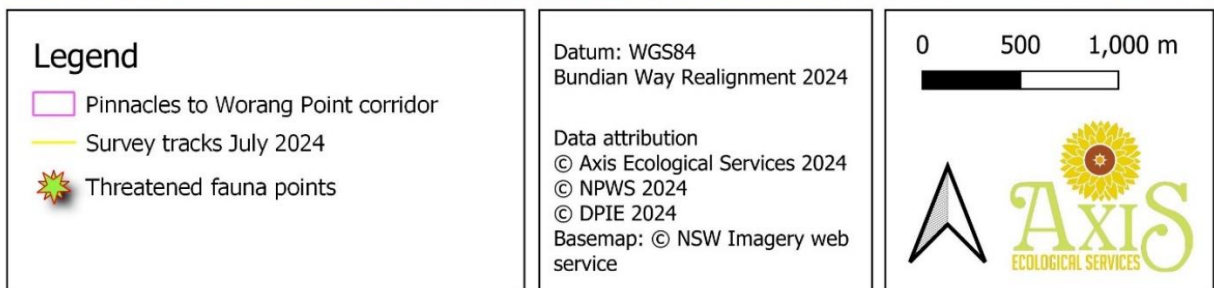 Legend
Pinnacles to Worang Point corridor
Survey tracks July 2024
Threatened fauna points
Datum: WGS84
Bundian Way Realignment 2024
Data attribution
© Axis Ecological Services 2024
© NPWS 2024
© DPIE 2024
Basemap: © NSW Imagery web
service
0 500 1,000 m
AXIS
ECOLOGICAL SERVICES